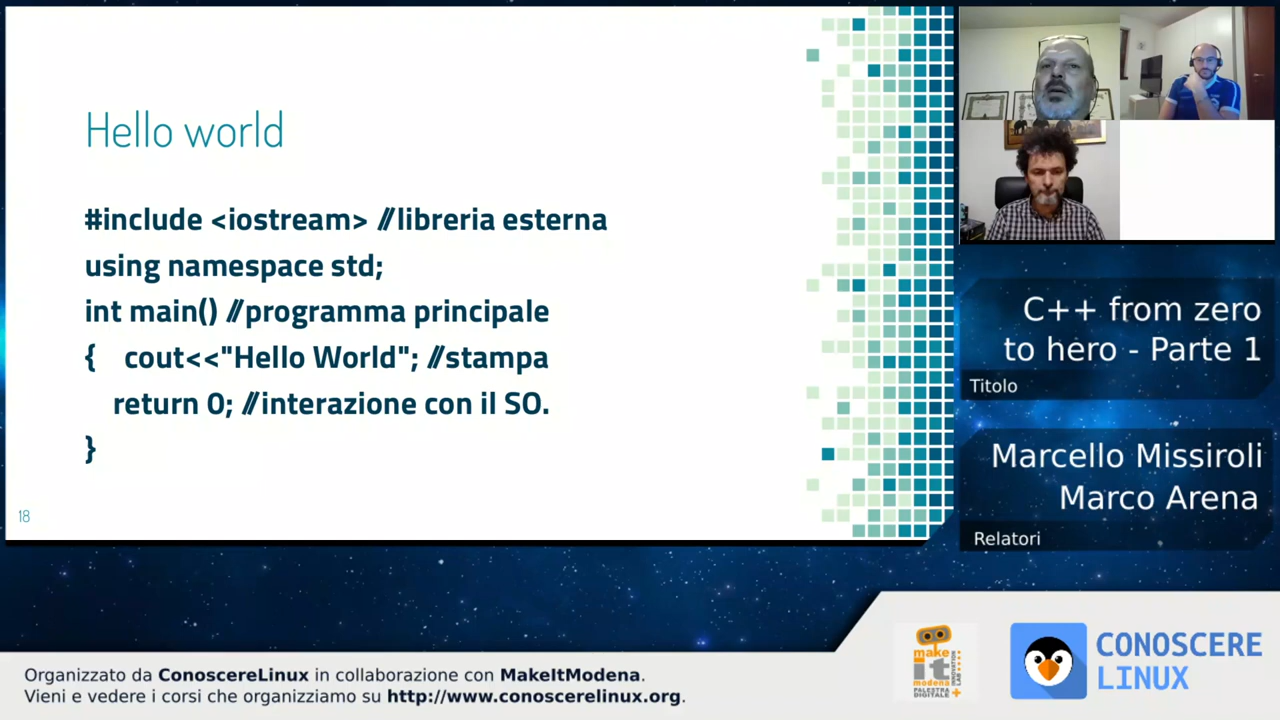 Hello world
#include <iostream> //libreria esterna
using namespace std;
int main() //programma principale
{ cout<<"Hello World"; //stampa
return 0; //interazione con il SO.
}
18
C++ from zero
to hero - Parte 1
Titolo
Marcello Missiroli
Marco Arena
Relatori
Organizzato da ConoscereLinux in collaborazione con MakeItModena.
Vieni e vedere i corsi che organizziamo su http://www.conoscerelinux.org.
make
it
modena
PALESTRA
DIGITALE
INNOVATION
LAB
CONOSCERE
LINUX